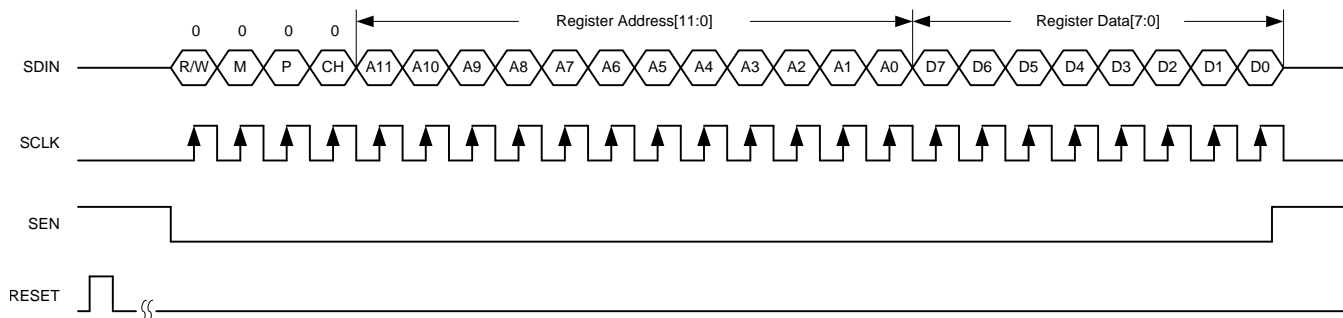 Register Address[11:0] Register Data[7:0]
0 0 0 0
SDIN R/W M P CH A11 A10 A9 A8 A7 A6 A5 A4 A3 A2 A1 A0 D7 D6 D5 D4 D3 D2 D1 D0
SCLK
SEN
RESET